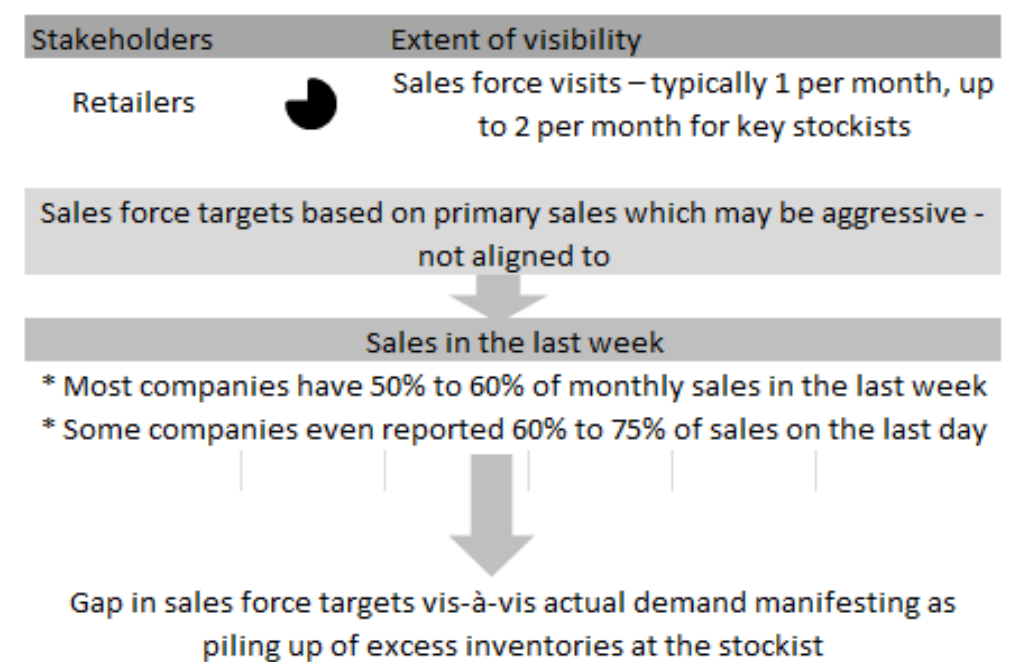 Stakeholders Extent of visibility
Retailers
Sales force visits – typically 1 per month, up
to 2 per month for key stockists
Sales force targets based on primary sales which may be aggressive -
not aligned to
Sales in the last week
* Most companies have 50% to 60% of monthly sales in the last week
* Some companies even reported 60% to 75% of sales on the last day
Gap in sales force targets vis-à-vis actual demand manifesting as
piling up of excess inventories at the stockist